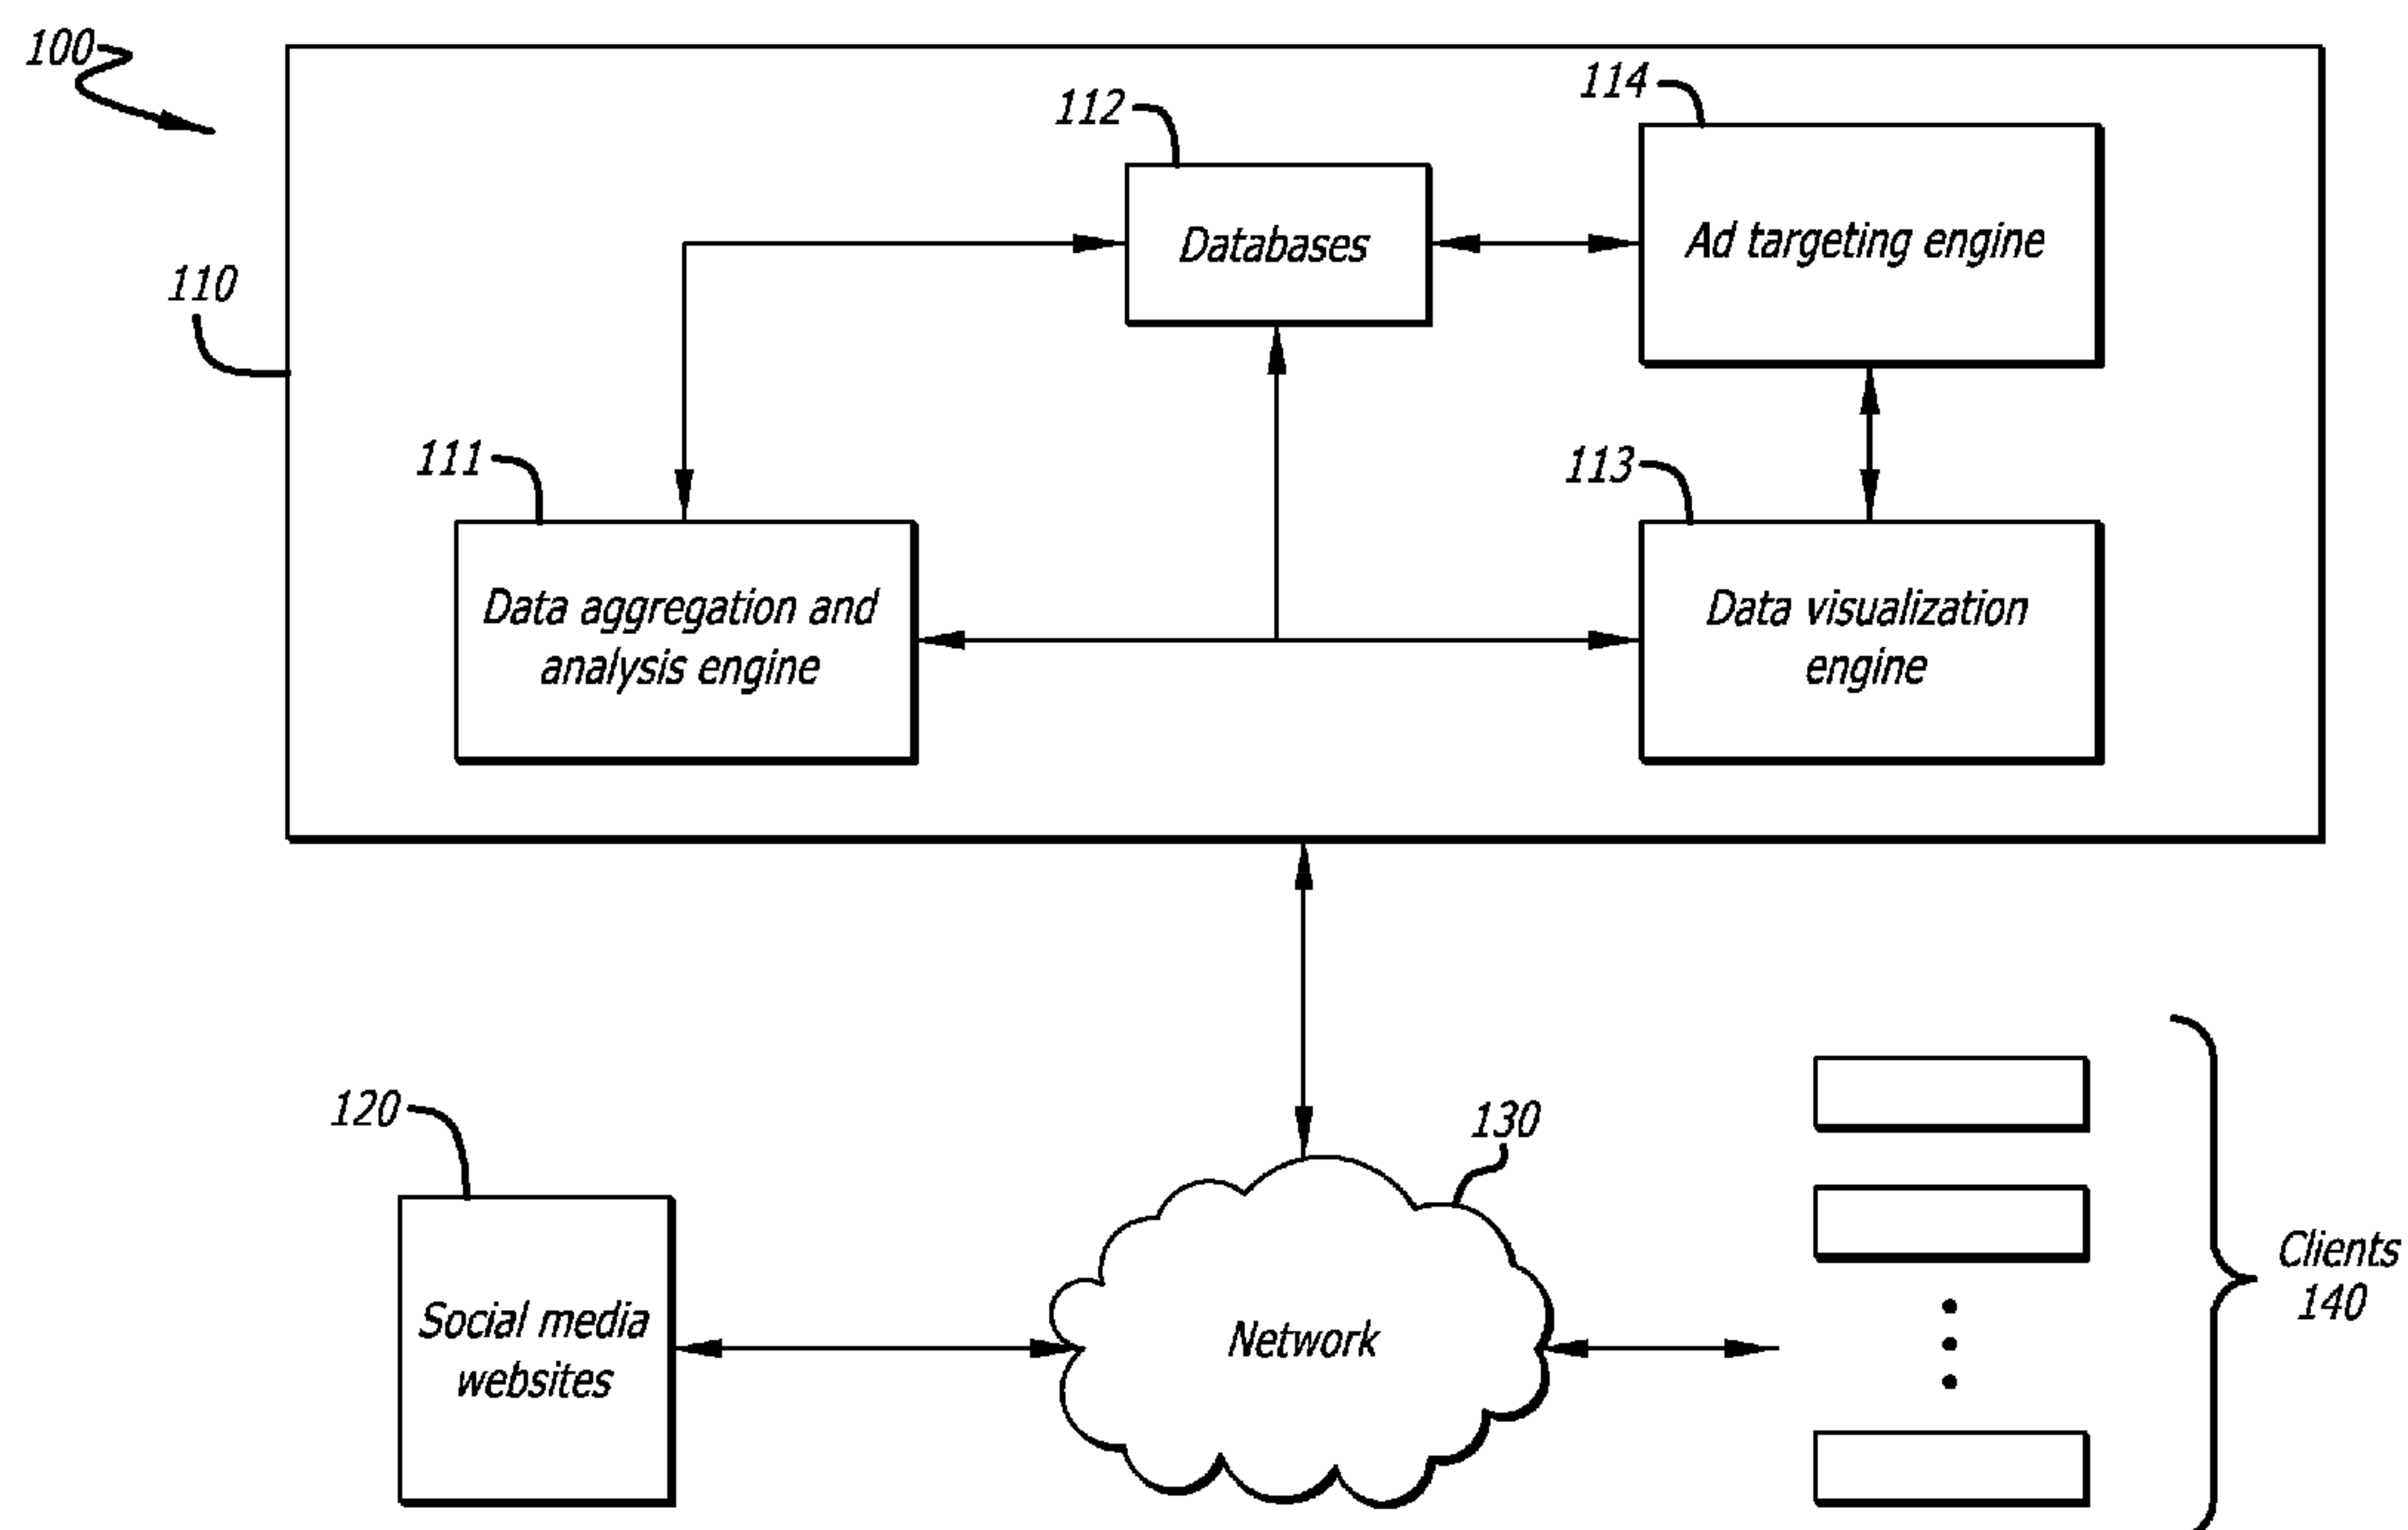 100
114
112
Databases
Ad targeting engine
110
111
113
Data aggregation and
analysis engine
Data visualization
engine
120
130
Social media
websites
Network
Clients
140